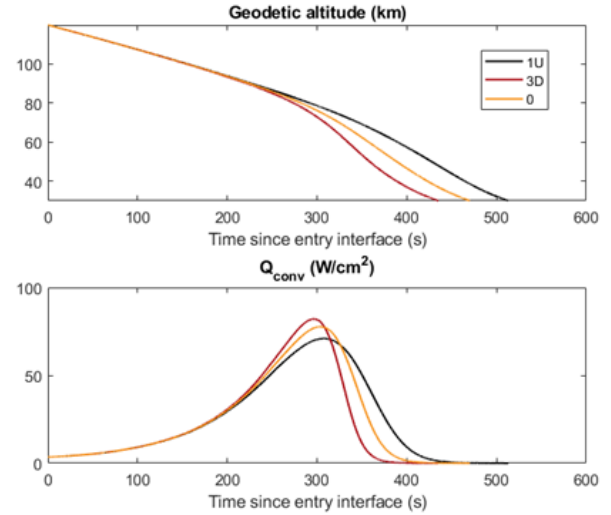 Geodetic altitude (km)
100
80
60
40
0 100 200 300 400 500 600
Time since entry interface (s)
1U
3D
0
Q_conv (W/cm²)
100
50
0
0 100 200 300 400 500 600
Time since entry interface (s)